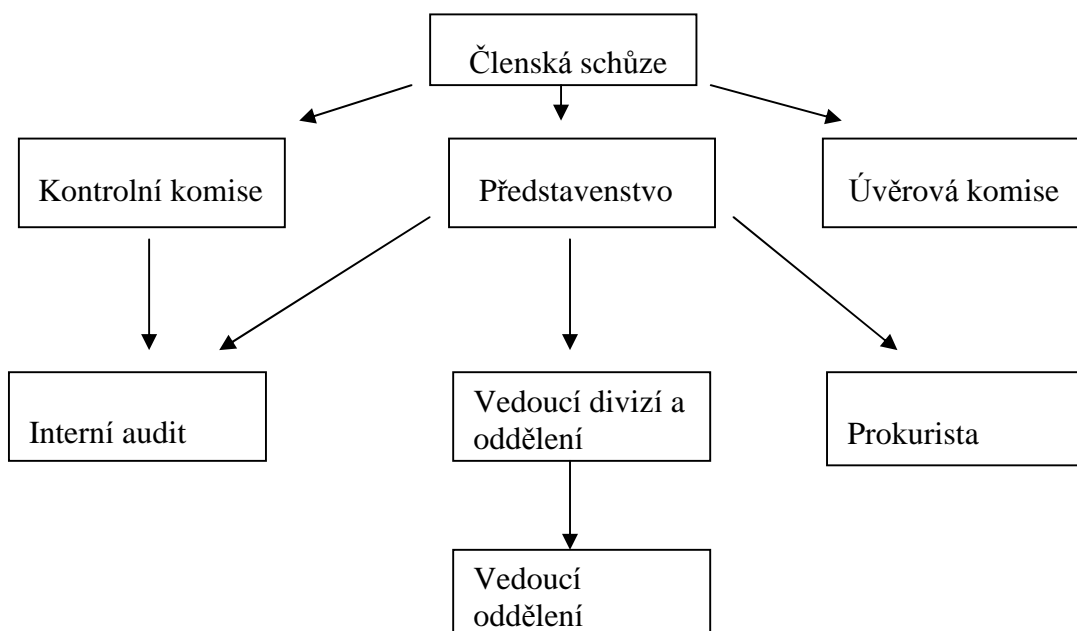 Členská schůze
Kontrolní komise
Představenstvo
Úvěrová komise
Interní audit
Vedoucí divizí a
oddělení
Prokurista
Vedoucí
oddělení